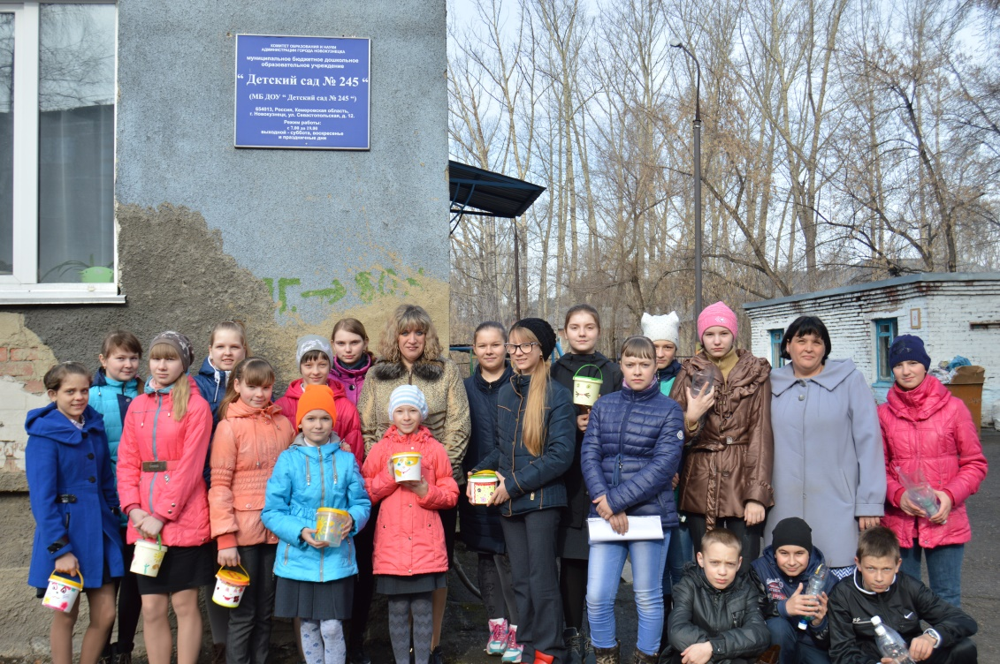 КОМИТЕТ ОБРАЗОВАНИЯ И НАУКИ
АДМИНИСТРАЦИИ ГОРОДА НОВОКУЗНЕЦКА
муниципальное бюджетное дошкольное
образовательное учреждение
“ Детский сад № 245 “
(МБ ДОУ “ Детский сад № 245 “)
654013, Россия, Кемеровская область,
г. Новокузнецк, ул. Севастопольская, д. 12.
Режим работы:
с 7.00 до 19.00
выходной - суббота, воскресенье
и праздничные дни